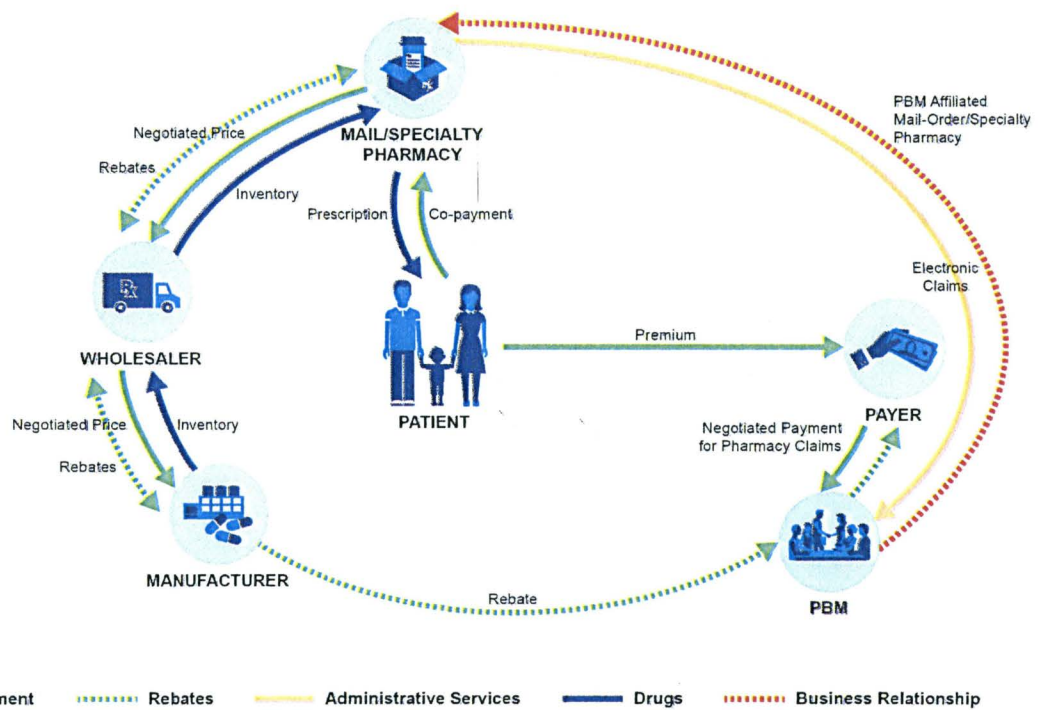 PBM Affiliated
Mail-Order/Specialty
Pharmacy
Negotiated Price
MAIL/SPECIALTY
PHARMACY
Rebates
Inventory
Prescription
Co-payment
Rx
Electronic
Claims
Premium
WHOLESALER
PATIENT
PAYER
Negotiated Price
Inventory
Negotiated Payment
for Pharmacy Claims
Rebates
MANUFACTURER
Rebate
PBM
Rebates
Administrative Services
Drugs
Business Relationship